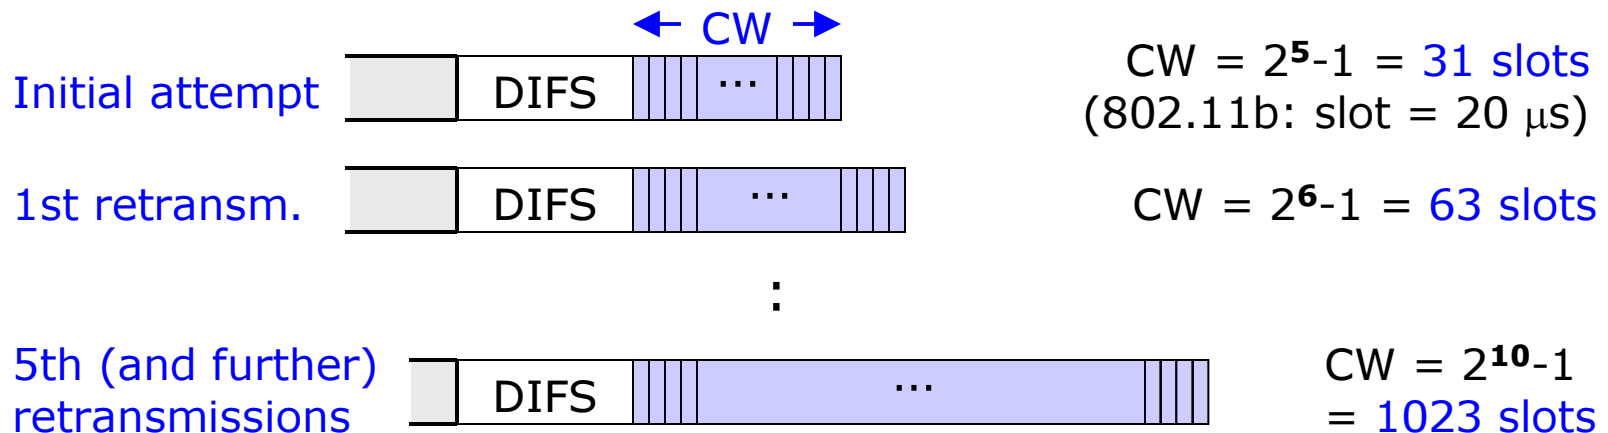 CW
Initial attempt DIFS ... CW = 2⁵-1 = 31 slots
(802.11b: slot = 20 μs)
1st retransm. DIFS ... CW = 2⁶-1 = 63 slots
:
5th (and further)
retransmissions DIFS ... CW = 2¹⁰-1
= 1023 slots